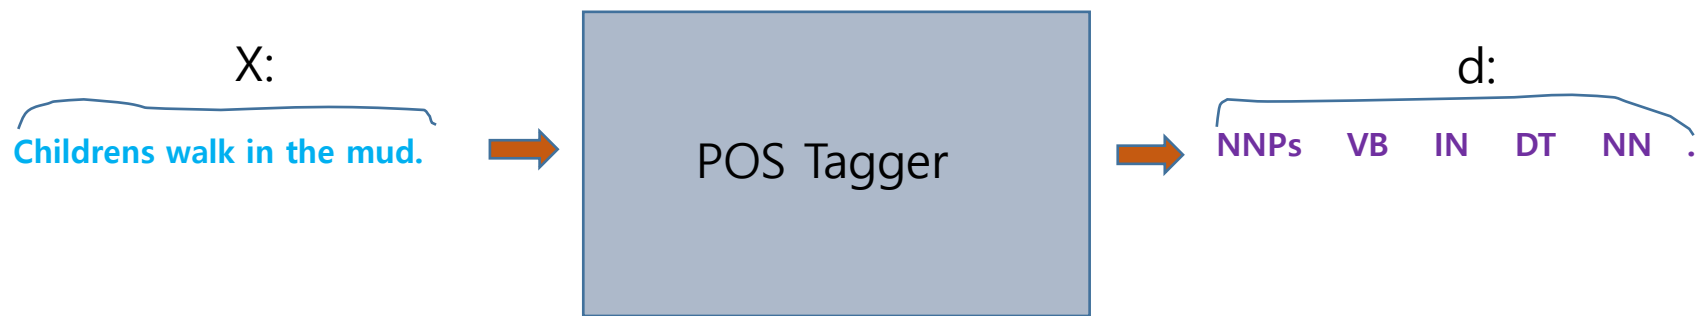 X:
Childrens walk in the mud.
POS Tagger
d:
NNPs VB IN DT NN .